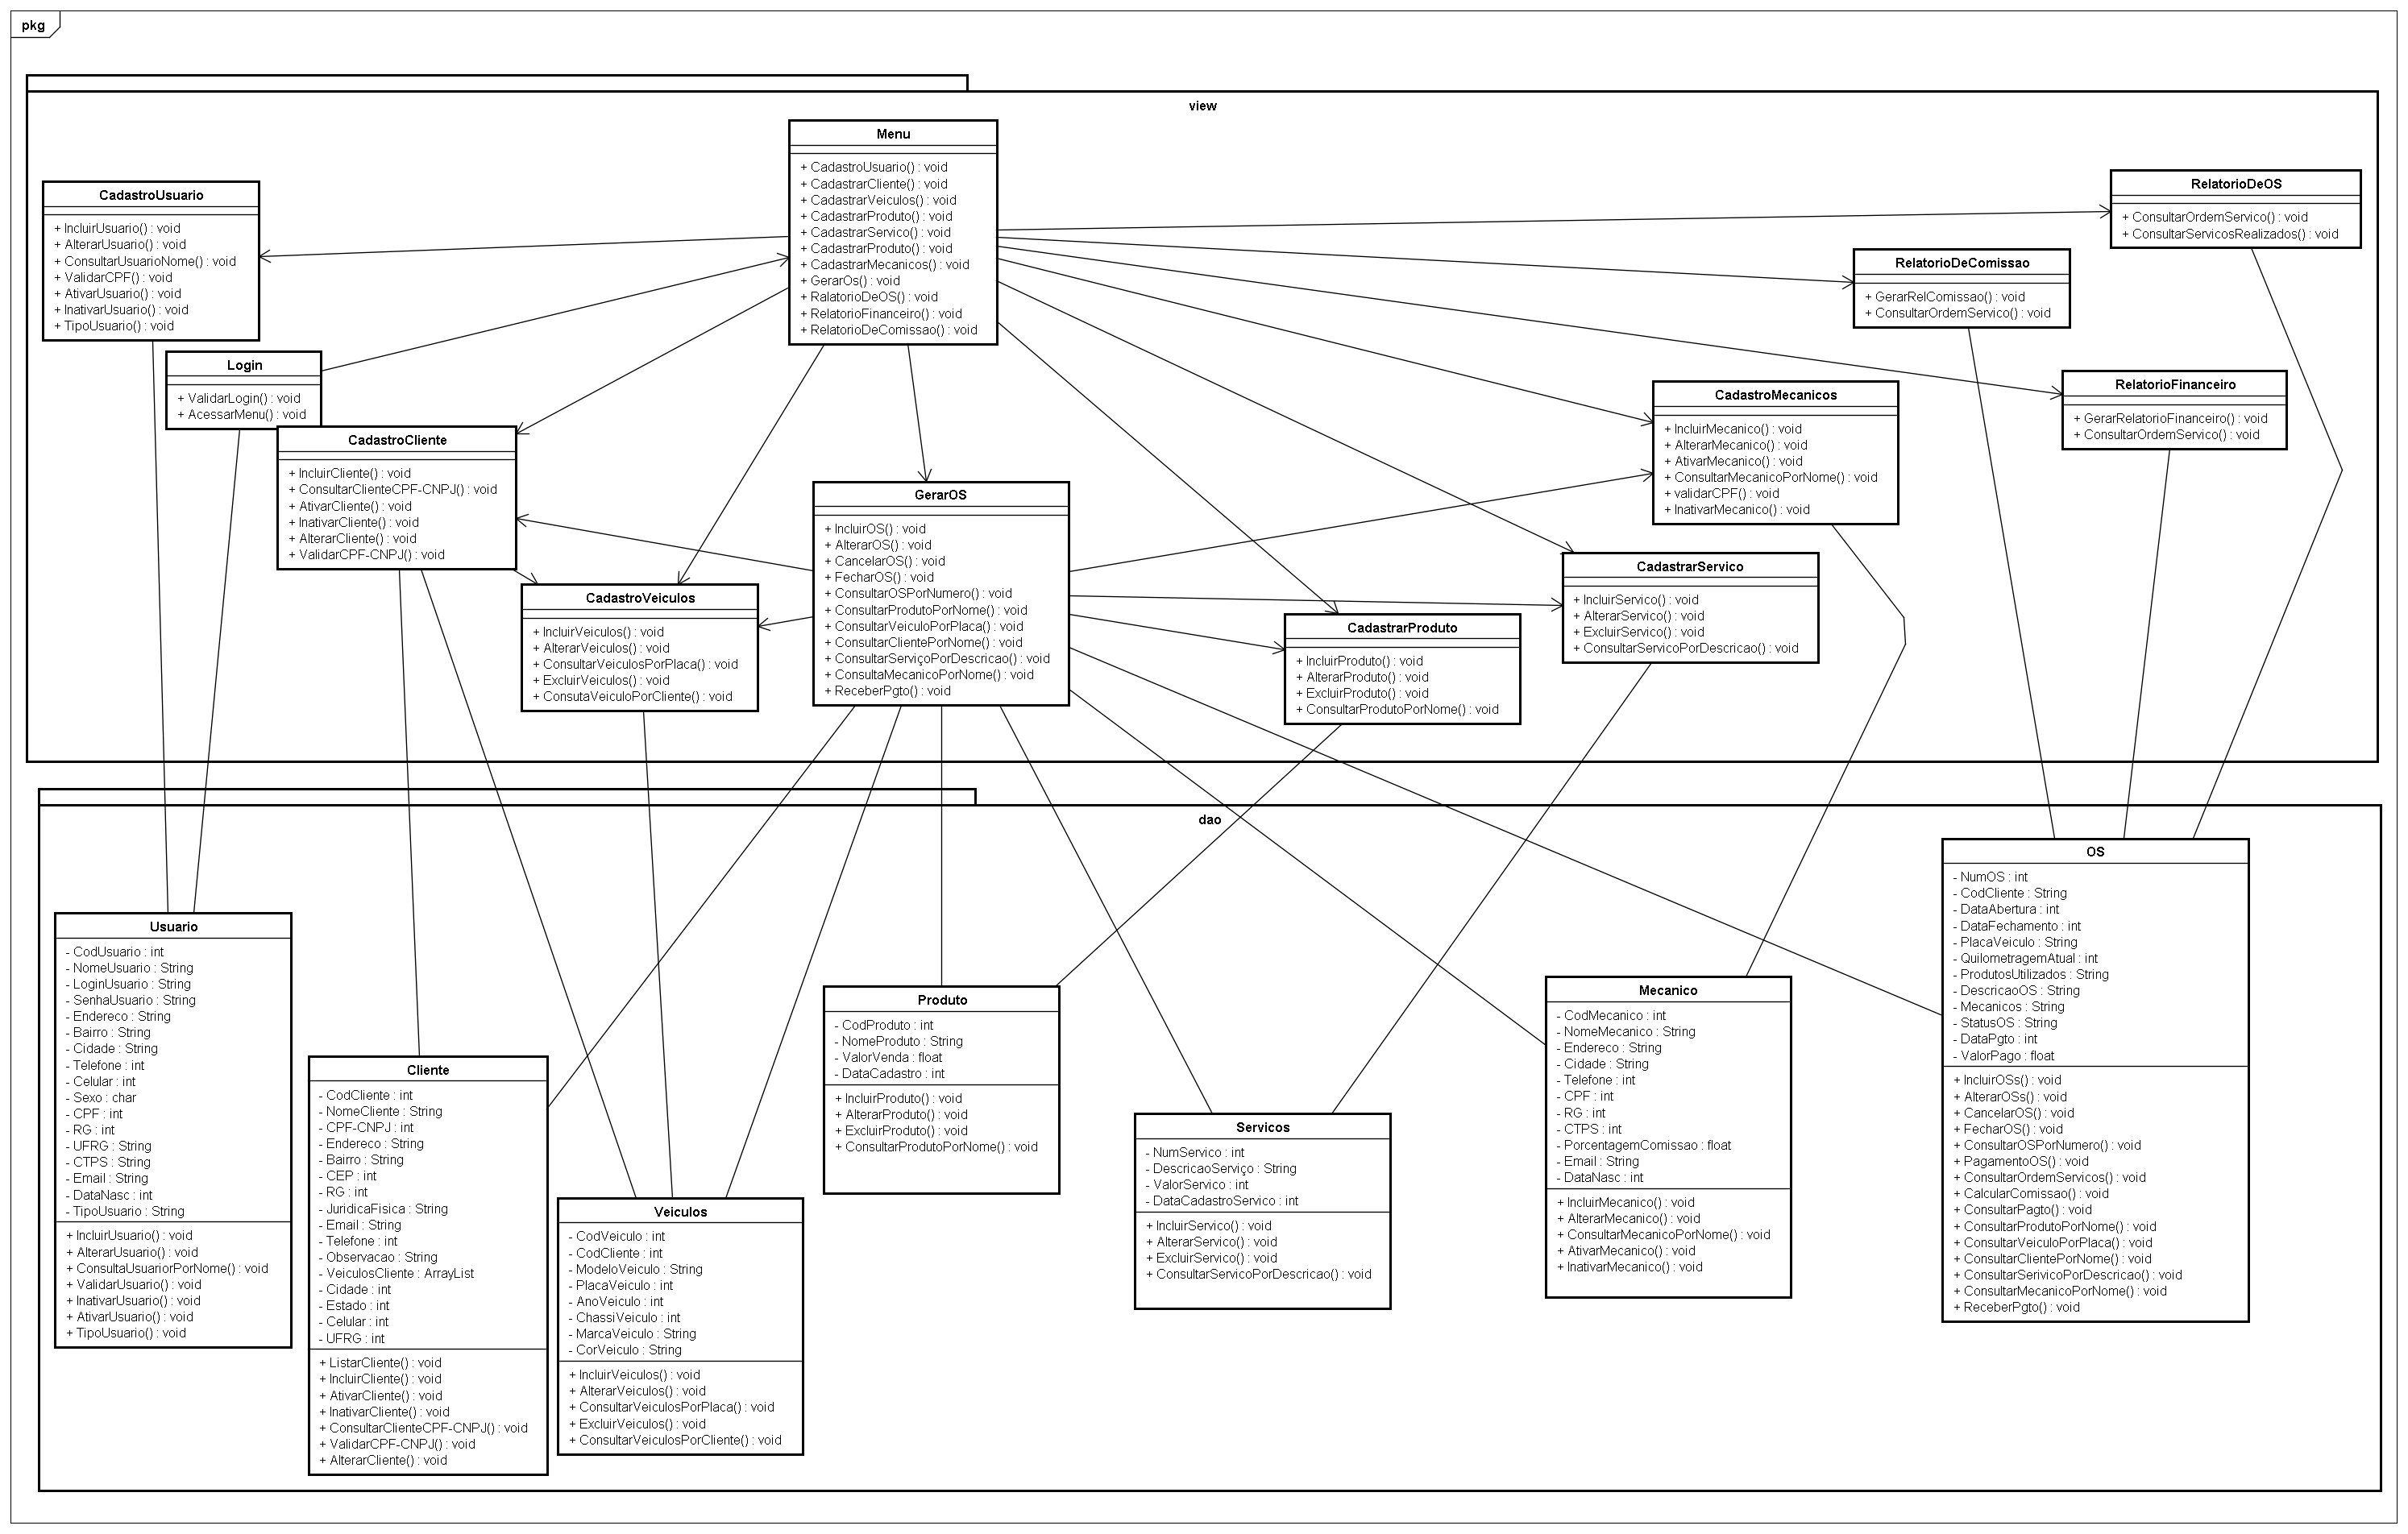 pkg
view
Menu
+ CadastroUsuario() : void
+ CadastrarCliente() : void
+ CadastrarVeiculos() : void
+ CadastrarProduto() : void
+ CadastrarServico() : void
+ CadastrarProduto() : void
+ CadastrarMecanicos() : void
+ GerarOs() : void
+ RalatorioDeOS() : void
+ RelatorioFinanceiro() : void
+ RelatorioDeComissao() : void
CadastroUsuario
+ IncluirUsuario() : void
+ AlterarUsuario() : void
+ ConsultarUsuarioNome() : void
+ ValidarCPF() : void
+ AtivarUsuario() : void
+ InativarUsuario() : void
+ TipoUsuario() : void
RelatorioDeOS
+ ConsultarOrdemServico() : void
+ ConsultarServicosRealizados() : void
RelatorioDeComissao
+ GerarRelComissao() : void
+ ConsultarOrdemServico() : void
Login
+ ValidarLogin() : void
+ AcessarMenu() : void
RelatorioFinanceiro
+ GerarRelatorioFinanceiro() : void
+ ConsultarOrdemServico() : void
CadastroMecanicos
+ IncluirMecanico() : void
+ AlterarMecanico() : void
+ AtivarMecanico() : void
+ ConsultarMecanicoPorNome() : void
+ validarCPF() : void
+ InativarMecanico() : void
CadastroCliente
+ IncluirCliente() : void
+ ConsultarClienteCPF-CNPJ() : void
+ AtivarCliente() : void
+ InativarCliente() : void
+ AlterarCliente() : void
+ ValidarCPF-CNPJ() : void
GerarOS
+ IncluirOS() : void
+ AlterarOS() : void
+ CancelarOS() : void
+ FecharOS() : void
+ ConsultarOSPorNumero() : void
+ ConsultarProdutoPorNome() : void
+ ConsultarVeiculoPorPlaca() : void
+ ConsultarClientePorNome() : void
+ ConsultarServiçoPorDescricao() : void
+ ConsultaMecanicoPorNome() : void
+ ReceberPgto() : void
CadastrarServico
+ IncluirServico() : void
+ AlterarServico() : void
+ ExcluirServico() : void
+ ConsultarServicoPorDescricao() : void
CadastroVeiculos
+ IncluirVeiculos() : void
+ AlterarVeiculos() : void
+ ConsultarVeiculosPorPlaca() : void
+ ExcluirVeiculos() : void
+ ConsutaVeiculoPorCliente() : void
CadastrarProduto
+ IncluirProduto() : void
+ AlterarProduto() : void
+ ExcluirProduto() : void
+ ConsultarProdutoPorNome() : void
dao
OS
- NumOS : int
- CodCliente : String
- DataAbertura : int
- DataFechamento : int
- PlacaVeiculo : String
- QuilometragemAtual : int
- ProdutosUtilizados : String
- DescricaoOS : String
- Mecanicos : String
- StatusOS : String
- DataPgto : int
- ValorPago : float
+ IncluirOSs() : void
+ AlterarOSs() : void
+ CancelarOS() : void
+ FecharOS() : void
+ ConsultarOSPorNumero() : void
+ PagamentoOS() : void
+ ConsultarOrdemServicos() : void
+ CalcularComissao() : void
+ ConsultarPagto() : void
+ ConsultarProdutoPorNome() : void
+ ConsultarVeiculoPorPlaca() : void
+ ConsultarClientePorNome() : void
+ ConsultarSerivicoPorDescricao() : void
+ ConsultarMecanicoPorNome() : void
+ ReceberPgto() : void
Usuario
- CodUsuario : int
- NomeUsuario : String
- LoginUsuario : String
- SenhaUsuario : String
- Endereco : String
- Bairro : String
- Cidade : String
- Telefone : int
- Celular : int
- Sexo : char
- CPF : int
- RG : int
- UFRG : String
- CTPS : String
- Email : String
- DataNasc : int
- TipoUsuario : String
+ IncluirUsuario() : void
+ AlterarUsuario() : void
+ ConsultaUsuariorPorNome() : void
+ ValidarUsuario() : void
+ InativarUsuario() : void
+ AtivarUsuario() : void
+ TipoUsuario() : void
Mecanico
- CodMecanico : int
- NomeMecanico : String
- Endereco : String
- Cidade : String
- Telefone : int
- CPF : int
- RG : int
- CTPS : int
- PorcentagemComissao : float
- Email : String
- DataNasc : int
+ IncluirMecanico() : void
+ AlterarMecanico() : void
+ ConsultarMecanicoPorNome() : void
+ AtivarMecanico() : void
+ InativarMecanico() : void
Produto
- CodProduto : int
- NomeProduto : String
- ValorVenda : float
- DataCadastro : int
+ IncluirProduto() : void
+ AlterarProduto() : void
+ ExcluirProduto() : void
+ ConsultarProdutoPorNome() : void
Cliente
- CodCliente : int
- NomeCliente : String
- CPF-CNPJ : int
- Endereco : String
- Bairro : String
- CEP : int
- RG : int
- JuridicaFisica : String
- Email : String
- Telefone : int
- Observacao : String
- VeiculosCliente : ArrayList
- Cidade : int
- Estado : int
- Celular : int
- UFRG : int
+ ListarCliente() : void
+ IncluirCliente() : void
+ AtivarCliente() : void
+ InativarCliente() : void
+ ConsultarClienteCPF-CNPJ() : void
+ ValidarCPF-CNPJ() : void
+ AlterarCliente() : void
Servicos
- NumServico : int
- DescricaoServiço : String
- ValorServico : int
- DataCadastroServico : int
+ IncluirServico() : void
+ AlterarServico() : void
+ ExcluirServico() : void
+ ConsultarServicoPorDescricao() : void
Veiculos
- CodVeiculo : int
- CodCliente : int
- ModeloVeiculo : String
- PlacaVeiculo : int
- AnoVeiculo : int
- ChassiVeiculo : int
- MarcaVeiculo : String
- CorVeiculo : String
+ IncluirVeiculos() : void
+ AlterarVeiculos() : void
+ ConsultarVeiculosPorPlaca() : void
+ ExcluirVeiculos() : void
+ ConsultarVeiculosPorCliente() : void